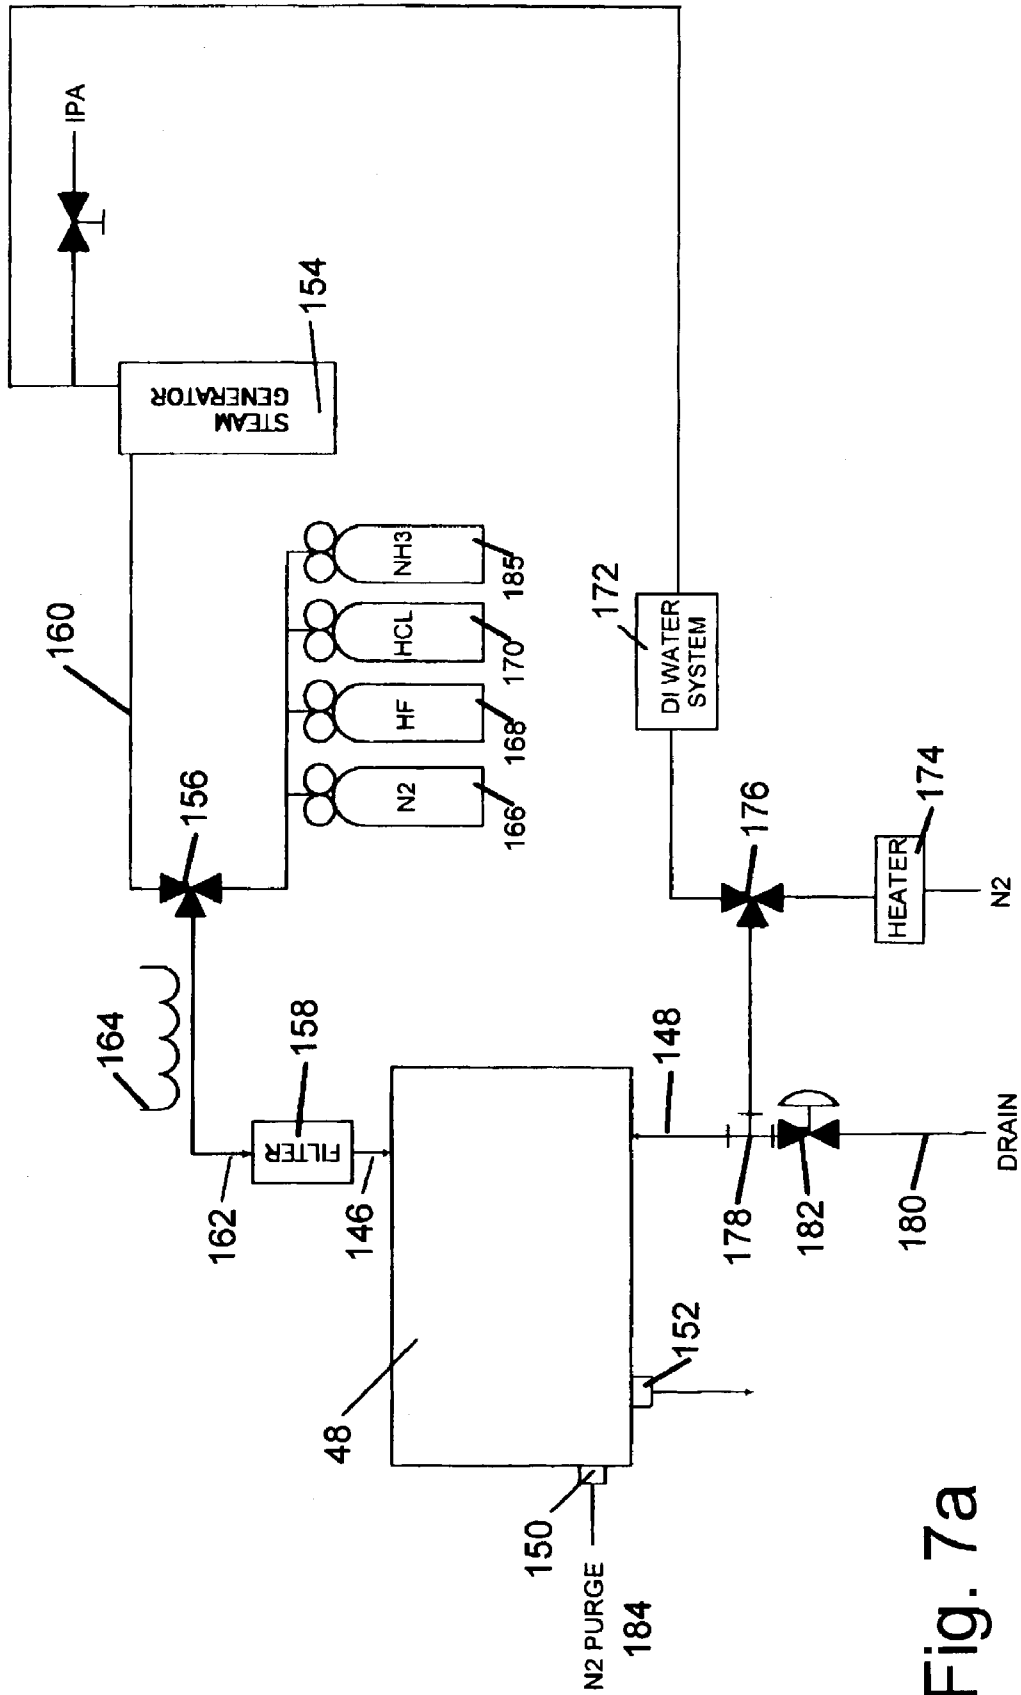 IPA
STEAM
GENERATOR
154
160
156
164
N2
HF
HCL
NH3
166
168
170
185
172
DI WATER
SYSTEM
162
FILTER
158
146
48
148
176
HEATER
174
N2
178
182
180
DRAIN
152
150
N2 PURGE
184
Fig. 7a